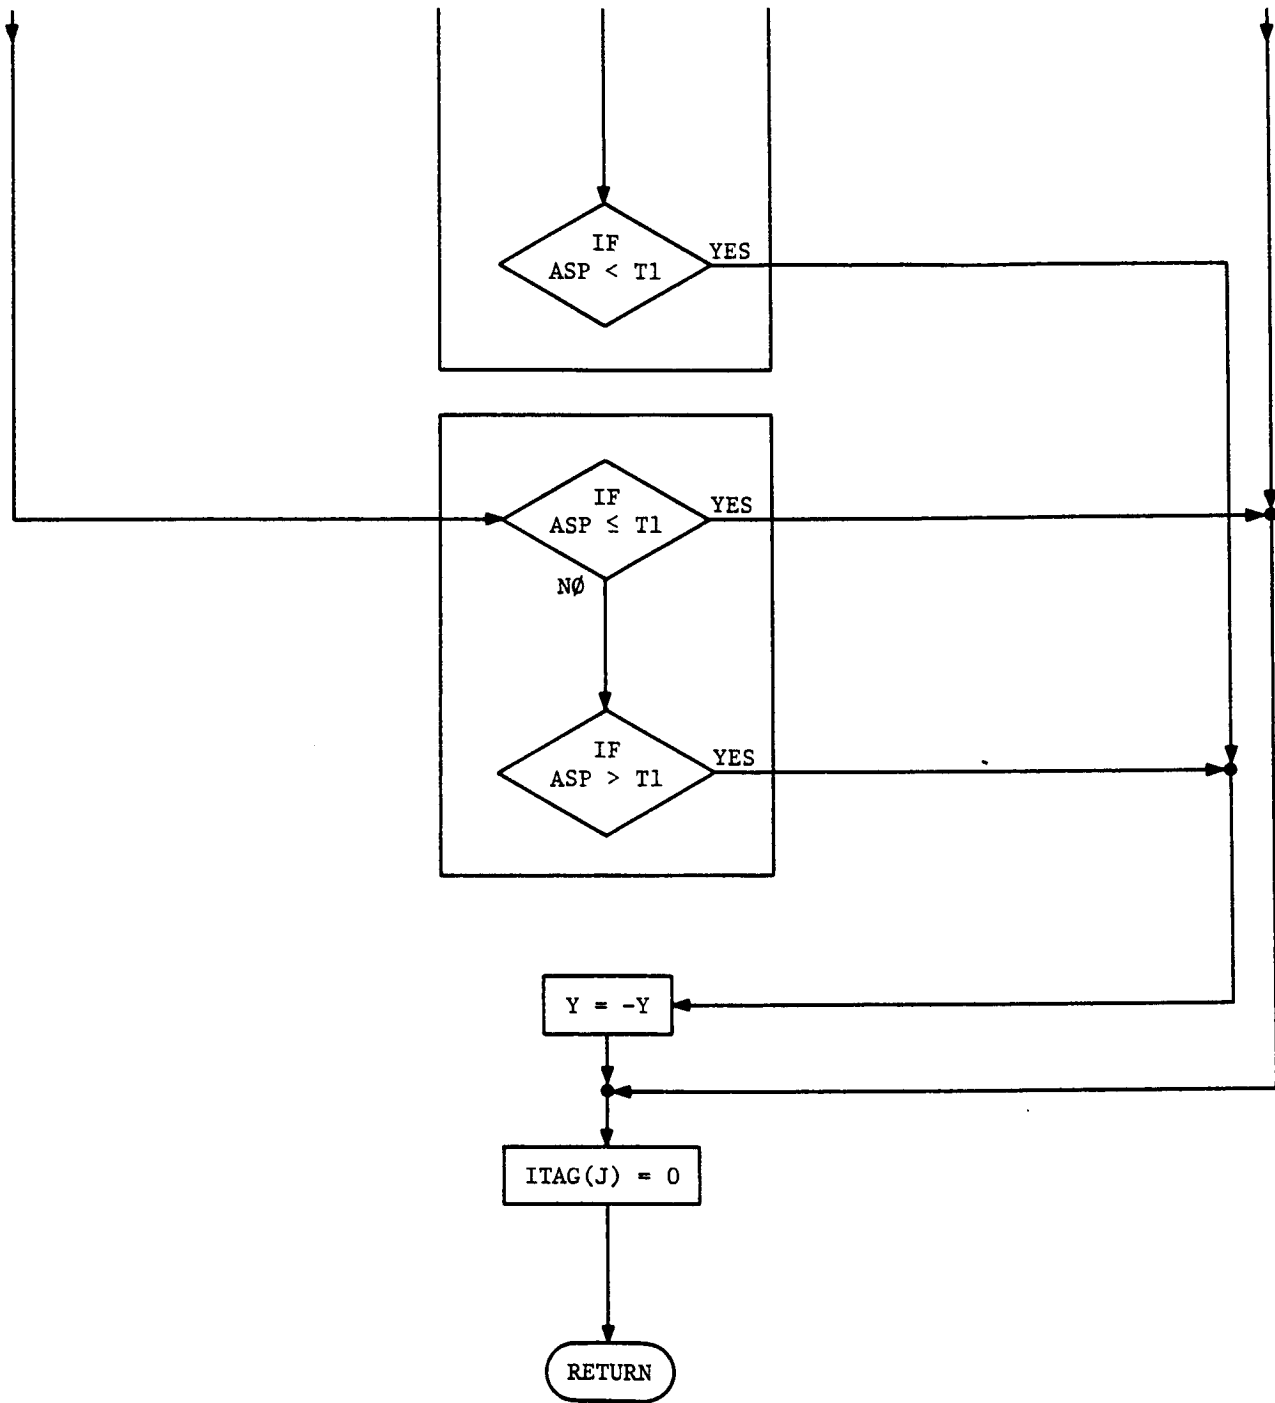 IF
ASP < T1
YES
IF
ASP ≤ T1
YES
NØ
IF
ASP > T1
YES
Y = -Y
ITAG(J) = 0
RETURN